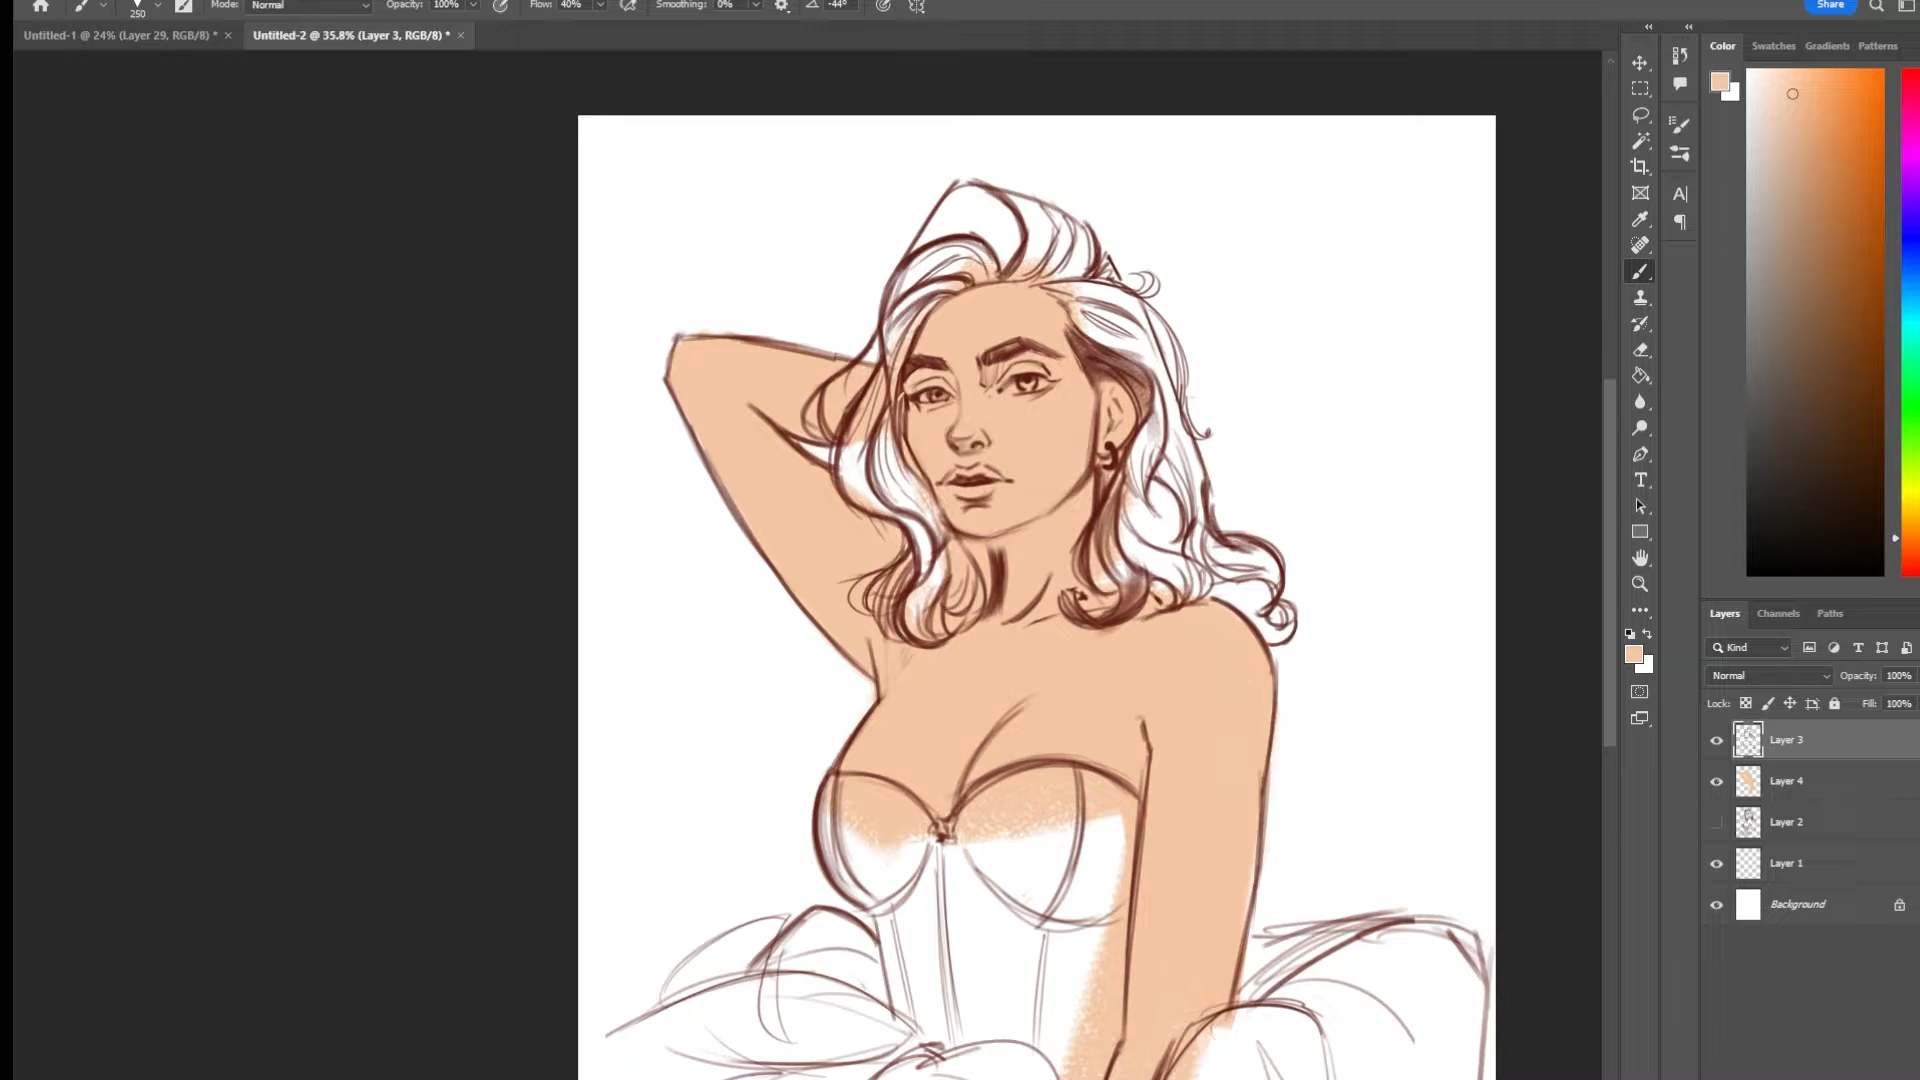 Mode: Normal Opacity: 100% Flow: 40% Smoothing: 0% -44° Share
250
Untitled-1 @ 24% (Layer 29, RGB/8) * × Untitled-2 @ 35.8% (Layer 3, RGB/8) * ×
Color Swatches Gradients Patterns
Layers Channels Paths
Kind
Normal Opacity: 100%
Lock: Fill: 100%
Layer 3
Layer 4
Layer 2
Layer 1
Background